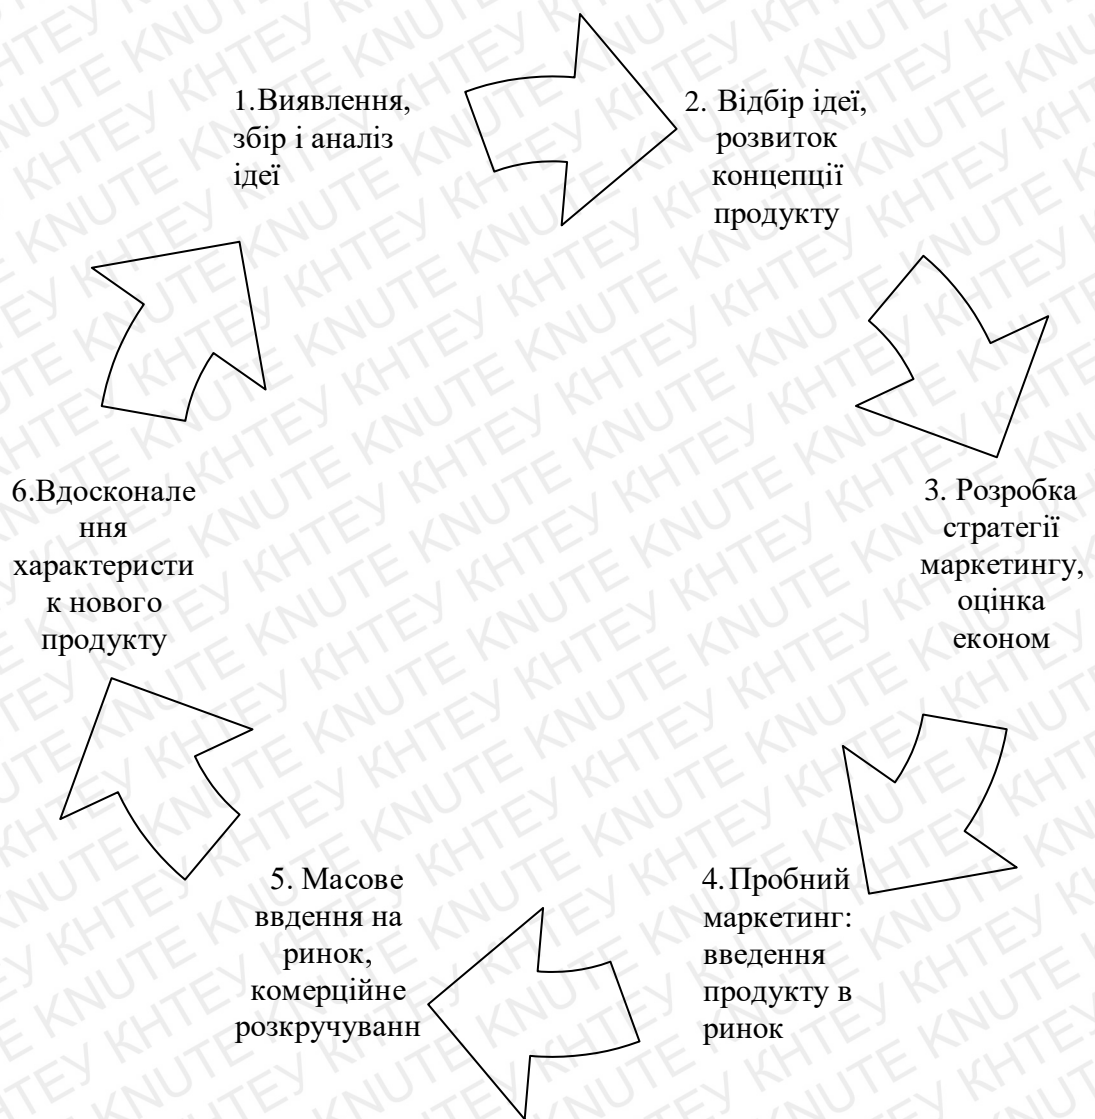 1.Виявлення,
збір і аналіз
ідеї
2. Відбір ідеї,
розвиток
концепції
продукту
3. Розробка
стратегії
маркетингу,
оцінка
економ
4.Пробний
маркетинг:
введення
продукту в
ринок
5. Масове
ввдення на
ринок,
комерційне
розкручуванн
6.Вдосконале
ння
характеристи
к нового
продукту